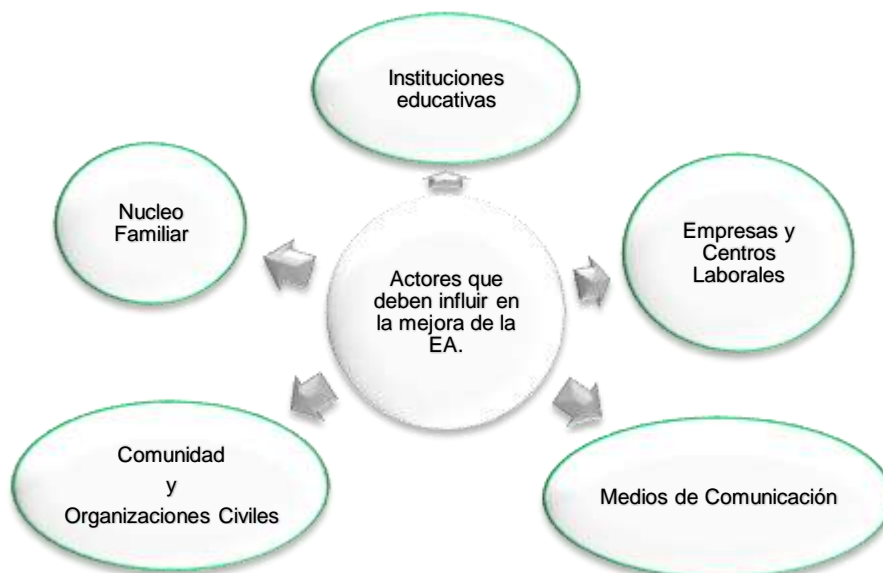 Instituciones
educativas
Nucleo
Familiar
Empresas y
Centros
Laborales
Actores que
deben influir en
la mejora de la
EA.
Comunidad
y
Organizaciones Civiles
Medios de Comunicación